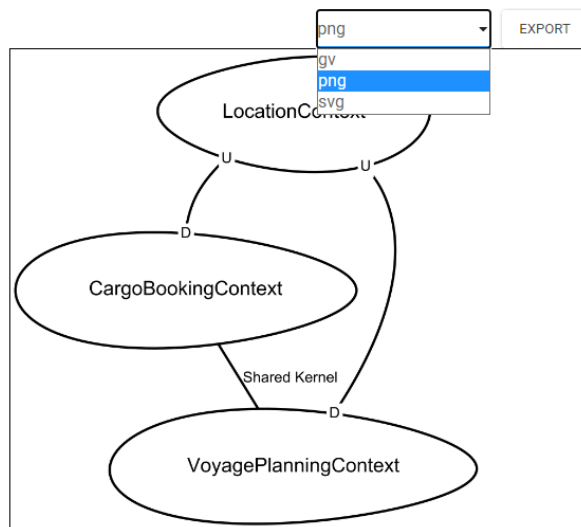 png
EXPORT
gv
png
svg
LocationContext
U
U
D
CargoBookingContext
Shared Kernel
D
VoyagePlanningContext